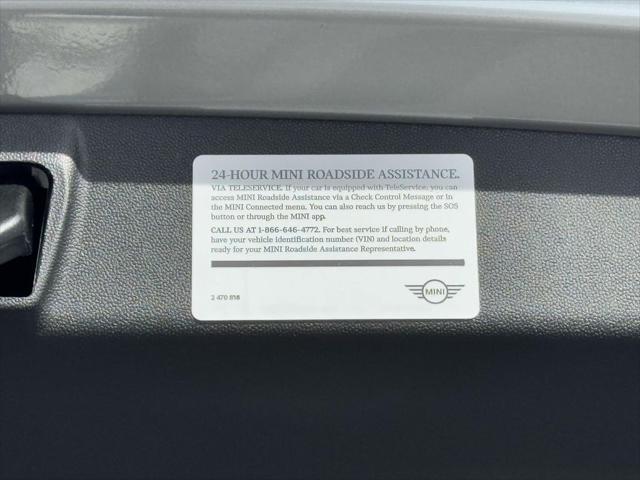 24-HOUR MINI ROADSIDE ASSISTANCE.
VIA TELESERVICE. If your car is equipped with TeleService, you can
access MINI Roadside Assistance via a Check Control Message or in
the MINI Connected menu. You can also reach us by pressing the SOS
button or through the MINI app.
CALL US AT 1-866-646-4772. For best service if calling by phone,
have your vehicle identification number (VIN) and location details
ready for your MINI Roadside Assistance Representative.
2 470 818
MINI